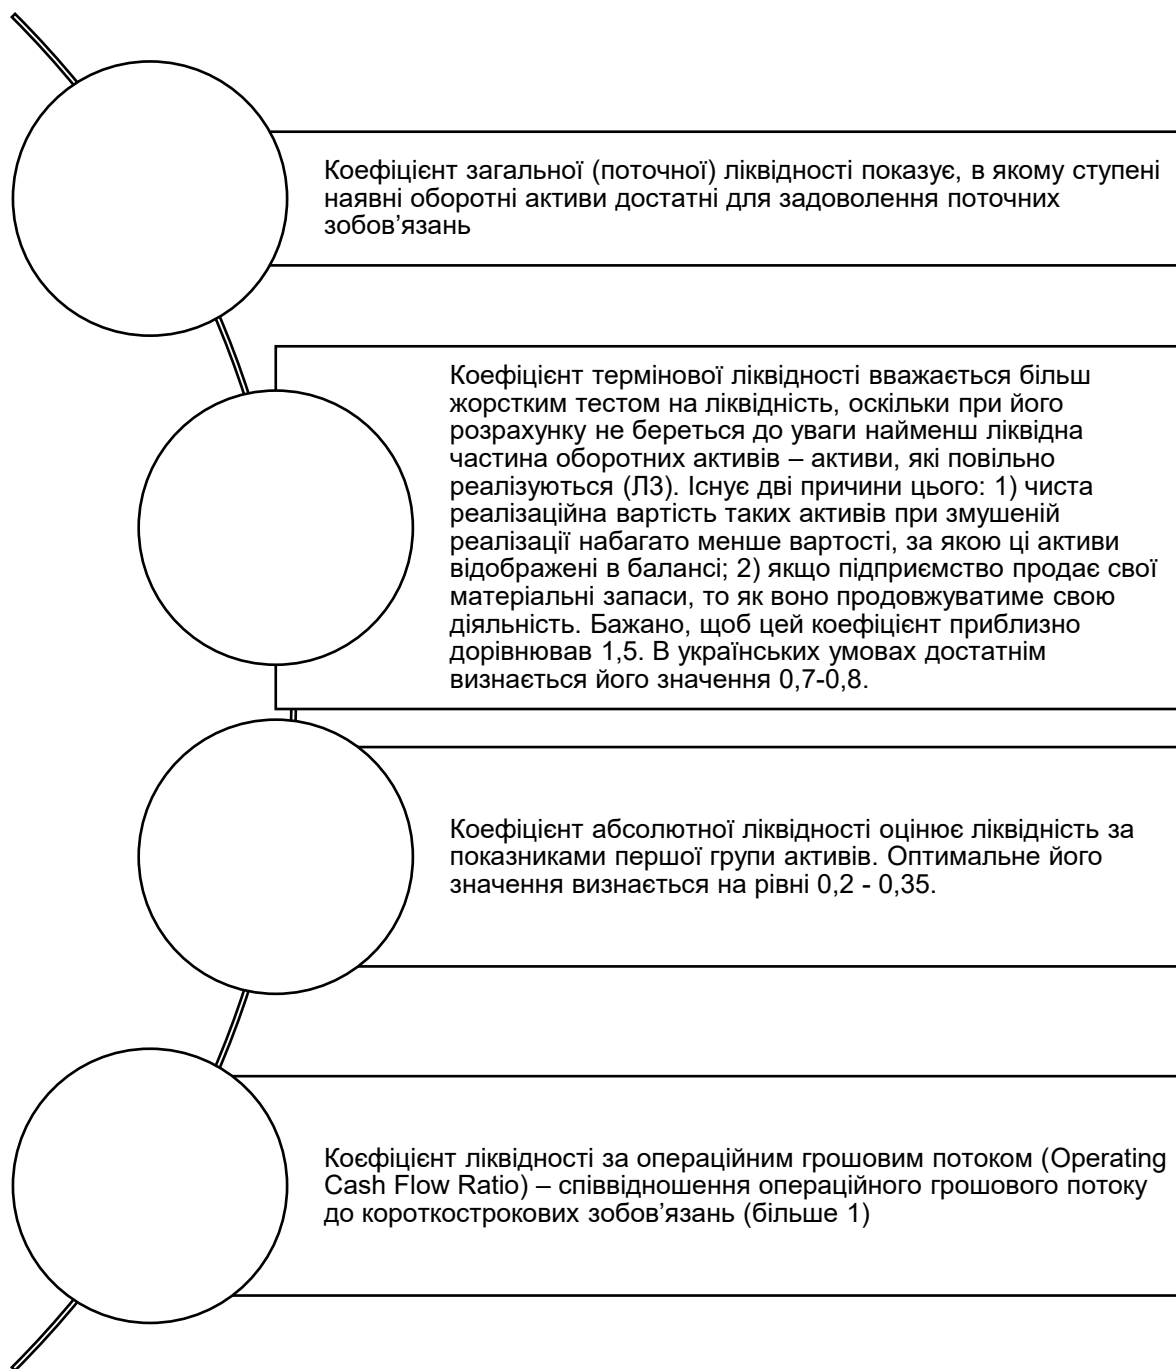 Коефіцієнт загальної (поточної) ліквідності показує, в якому ступені
наявні оборотні активи достатні для задоволення поточних
зобов’язань
Коефіцієнт термінової ліквідності вважається більш
жорстким тестом на ліквідність, оскільки при його
розрахунку не береться до уваги найменш ліквідна
частина оборотних активів – активи, які повільно
реалізуються (Л3). Існує дві причини цього: 1) чиста
реалізаційна вартість таких активів при змушеній
реалізації набагато менше вартості, за якою ці активи
відображені в балансі; 2) якщо підприємство продає свої
матеріальні запаси, то як воно продовжуватиме свою
діяльність. Бажано, щоб цей коефіцієнт приблизно
дорівнював 1,5. В українських умовах достатнім
визнається його значення 0,7-0,8.
Коефіцієнт абсолютної ліквідності оцінює ліквідність за
показниками першої групи активів. Оптимальне його
значення визнається на рівні 0,2 - 0,35.
Коєфіцієнт ліквідності за операційним грошовим потоком (Operating
Cash Flow Ratio) – співвідношення операційного грошового потоку
до короткострокових зобов’язань (більше 1)